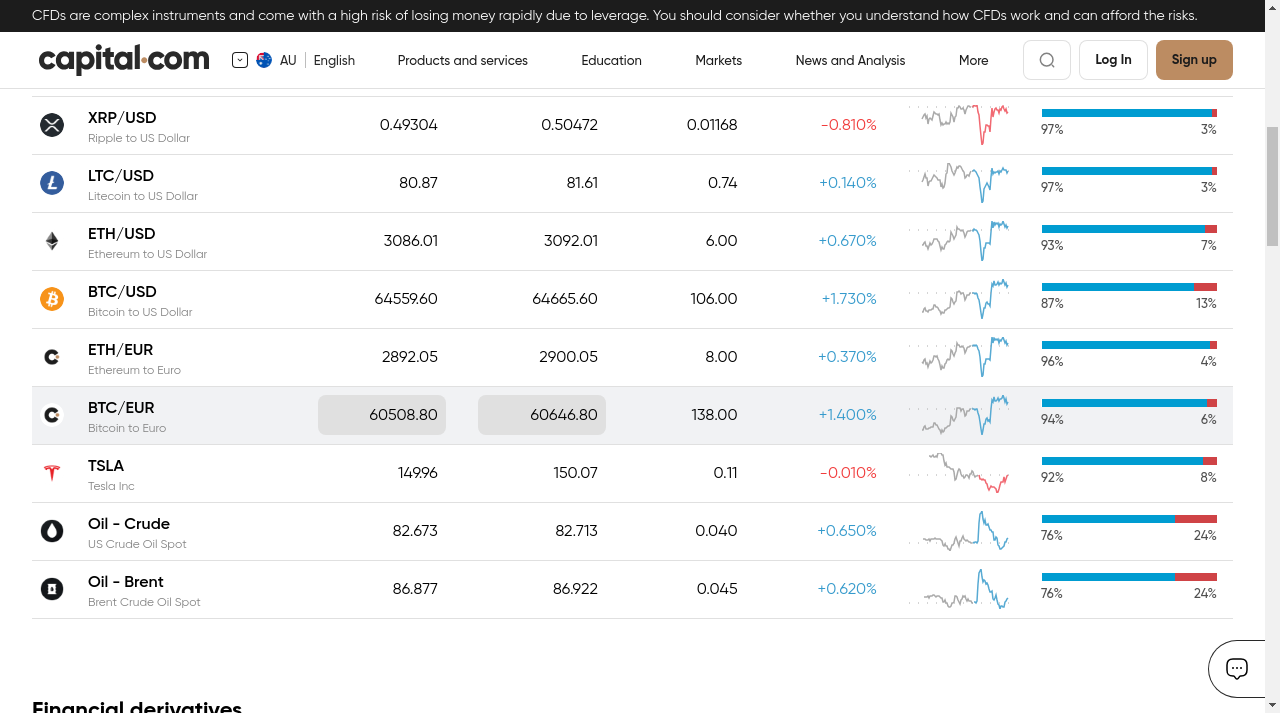 CFDs are complex instruments and come with a high risk of losing money rapidly due to leverage. You should consider whether you understand how CFDs work and can afford the risks.
capital.com AU English Products and services Education Markets News and Analysis More Log In Sign up
XRP/USD 0.49304 0.50472 0.01168 -0.810%
Ripple to US Dollar 97% 3%
LTC/USD 80.87 81.61 0.74 +0.140%
Litecoin to US Dollar 97% 3%
ETH/USD 3086.01 3092.01 6.00 +0.670%
Ethereum to US Dollar 93% 7%
BTC/USD 64559.60 64665.60 106.00 +1.730%
Bitcoin to US Dollar 87% 13%
ETH/EUR 2892.05 2900.05 8.00 +0.370%
Ethereum to Euro 96% 4%
BTC/EUR 60508.80 60646.80 138.00 +1.400%
Bitcoin to Euro 94% 6%
TSLA 149.96 150.07 0.11 -0.010%
Tesla Inc 92% 8%
Oil - Crude 82.673 82.713 0.040 +0.650%
US Crude Oil Spot 76% 24%
Oil - Brent 86.877 86.922 0.045 +0.620%
Brent Crude Oil Spot 76% 24%
Financial derivatives